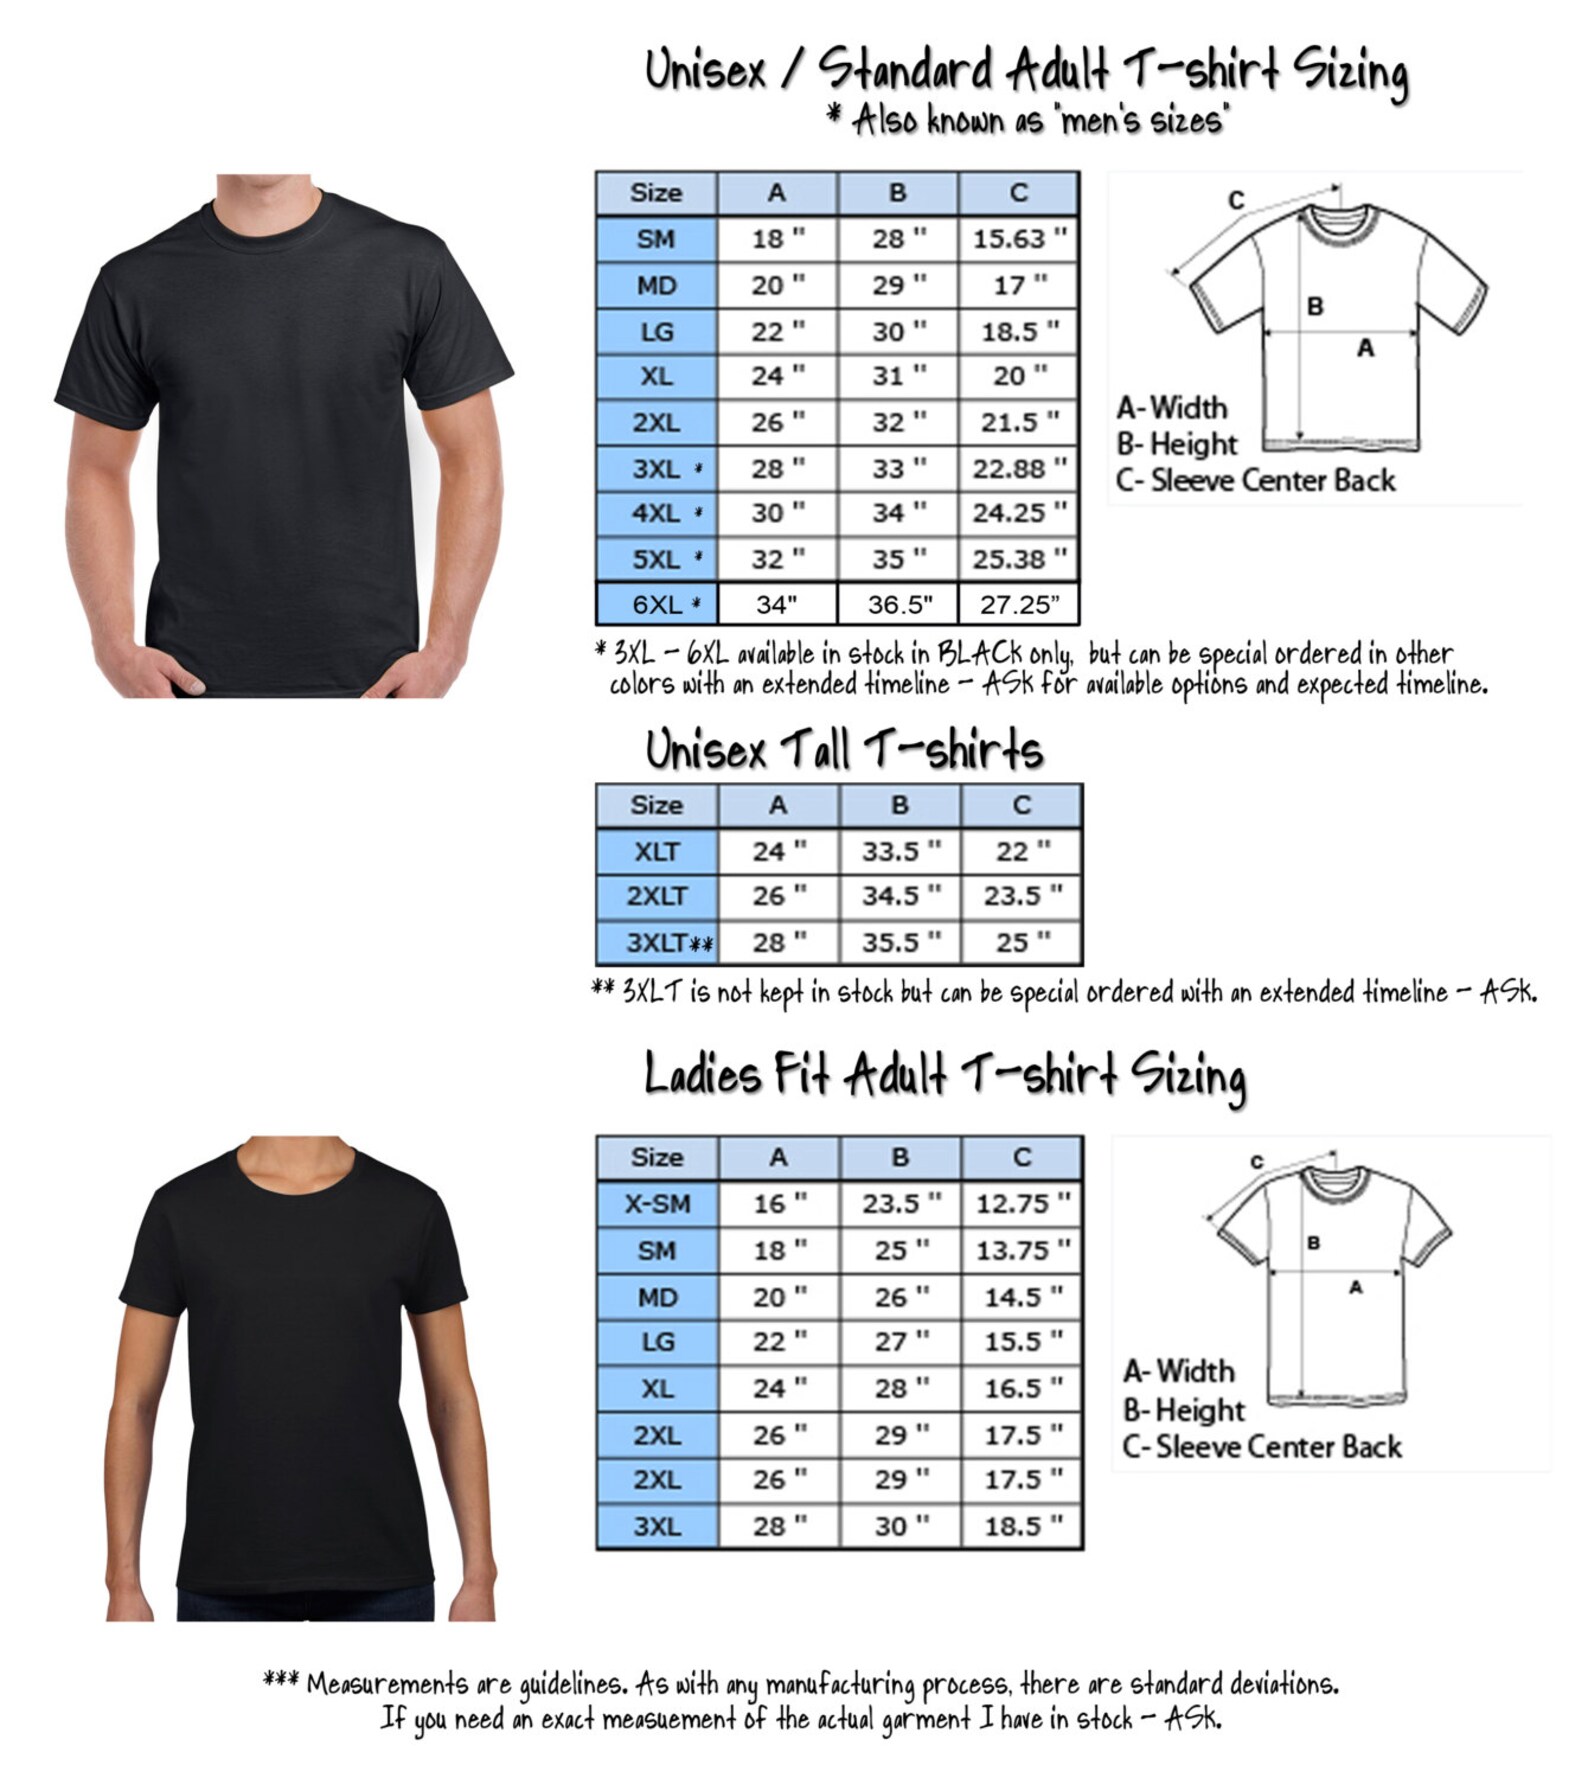 Unisex / Standard Adult T-shirt Sizing
* Also known as "men's sizes"
Size A B C
SM 18 " 28 " 15.63 "
MD 20 " 29 " 17 "
LG 22 " 30 " 18.5 "
XL 24 " 31 " 20 "
2XL 26 " 32 " 21.5 "
3XL * 28 " 33 " 22.88 "
4XL * 30 " 34 " 24.25 "
5XL * 32 " 35 " 25.38 "
6XL * 34" 36.5" 27.25”
C
B
A
A- Width
B- Height
C- Sleeve Center Back
* 3XL - 6XL available in stock in BLACK only, but can be special ordered in other
colors with an extended timeline - ASK for available options and expected timeline.
Unisex Tall T-shirts
Size A B C
XLT 24 " 33.5 " 22 "
2XLT 26 " 34.5 " 23.5 "
3XLT** 28 " 35.5 " 25 "
** 3XLT is not kept in stock but can be special ordered with an extended timeline - ASK.
Ladies Fit Adult T-shirt Sizing
Size A B C
X-SM 16 " 23.5 " 12.75 "
SM 18 " 25 " 13.75 "
MD 20 " 26 " 14.5 "
LG 22 " 27 " 15.5 "
XL 24 " 28 " 16.5 "
2XL 26 " 29 " 17.5 "
2XL 26 " 29 " 17.5 "
3XL 28 " 30 " 18.5 "
C
B
A
A- Width
B- Height
C- Sleeve Center Back
*** Measurements are guidelines. As with any manufacturing process, there are standard deviations.
If you need an exact measuement of the actual garment I have in stock - ASK.